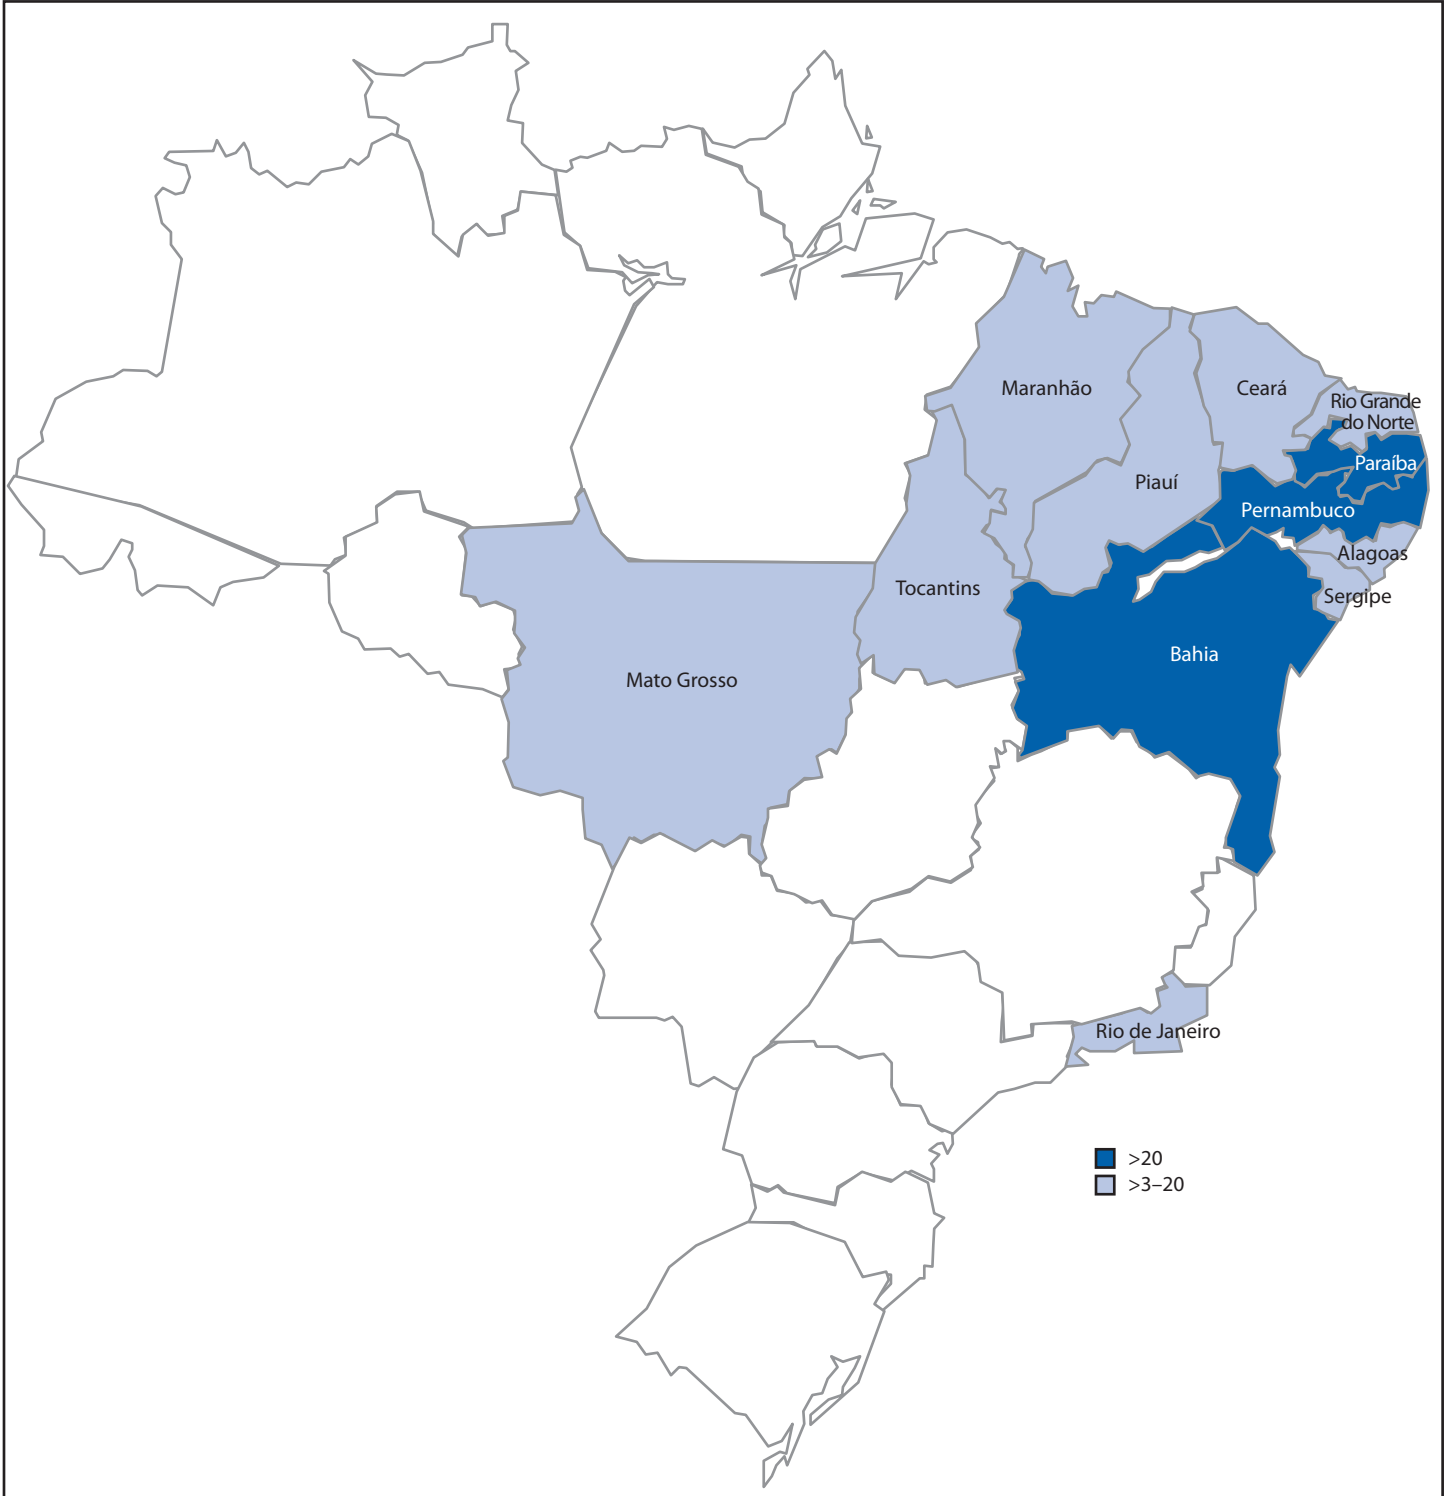 Maranhão
Ceará
Rio Grande
do Norte
Paraíba
Piauí
Pernambuco
Alagoas
Tocantins
Sergipe
Bahia
Mato Grosso
Rio de Janeiro
>20
>3–20